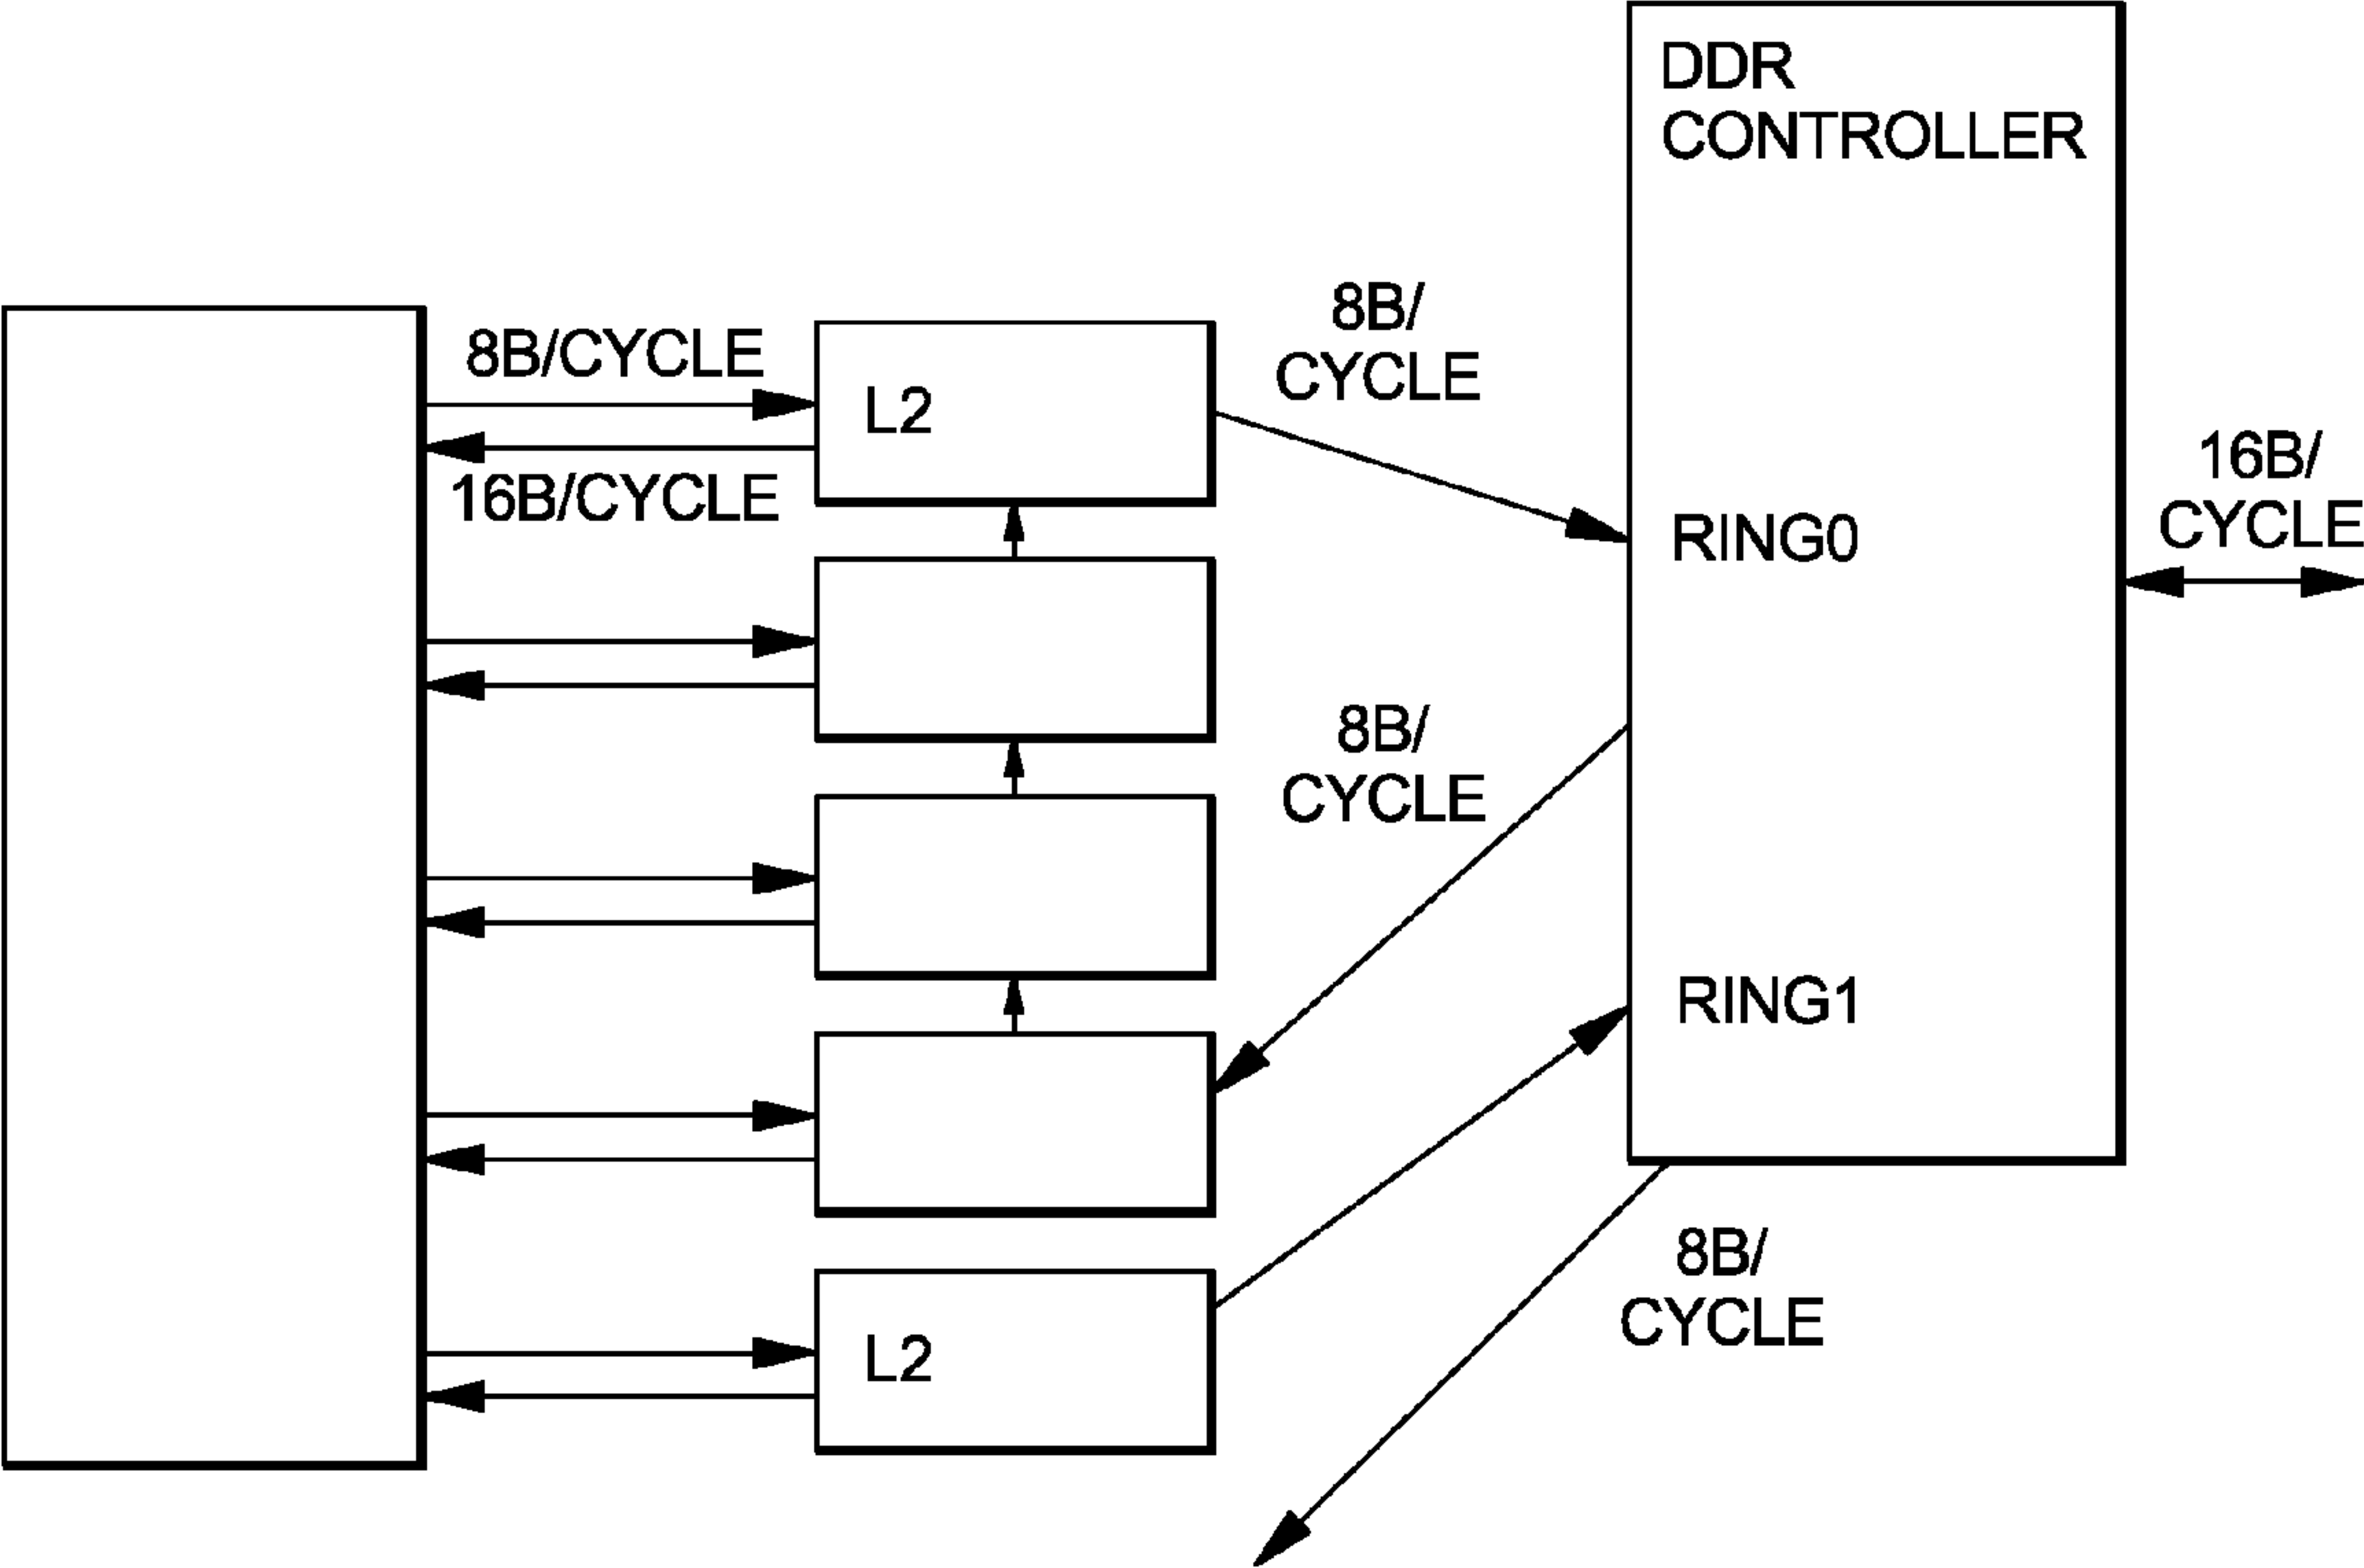 DDR
CONTROLLER
8B/
CYCLE
8B/CYCLE
L2
16B/
CYCLE
16B/CYCLE
RING0
8B/
CYCLE
RING1
8B/
CYCLE
L2